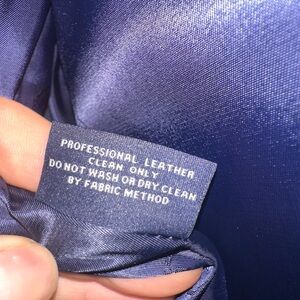 PROFESSIONAL LEATHER
CLEAN ONLY
DO NOT WASH OR DRY CLEAN
BY FABRIC METHOD